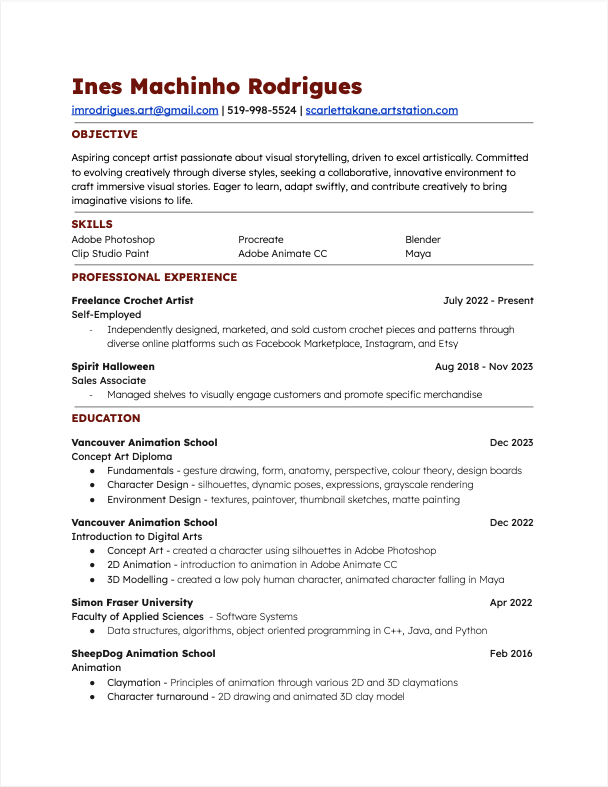 Ines Machinho Rodrigues
imrodrigues.art@gmail.com | 519-998-5524 | scarlettakane.artstation.com
OBJECTIVE
Aspiring concept artist passionate about visual storytelling, driven to excel artistically. Committed
to evolving creatively through diverse styles, seeking a collaborative, innovative environment to
craft immersive visual stories. Eager to learn, adapt swiftly, and contribute creatively to bring
imaginative visions to life.
SKILLS
Adobe Photoshop Procreate Blender
Clip Studio Paint Adobe Animate CC Maya
PROFESSIONAL EXPERIENCE
Freelance Crochet Artist July 2022 - Present
Self-Employed
- Independently designed, marketed, and sold custom crochet pieces and patterns through
diverse online platforms such as Facebook Marketplace, Instagram, and Etsy
Spirit Halloween Aug 2018 - Nov 2023
Sales Associate
- Managed shelves to visually engage customers and promote specific merchandise
EDUCATION
Vancouver Animation School Dec 2023
Concept Art Diploma
● Fundamentals - gesture drawing, form, anatomy, perspective, colour theory, design boards
● Character Design - silhouettes, dynamic poses, expressions, grayscale rendering
● Environment Design - textures, paintover, thumbnail sketches, matte painting
Vancouver Animation School Dec 2022
Introduction to Digital Arts
● Concept Art - created a character using silhouettes in Adobe Photoshop
● 2D Animation - introduction to animation in Adobe Animate CC
● 3D Modelling - created a low poly human character, animated character falling in Maya
Simon Fraser University Apr 2022
Faculty of Applied Sciences - Software Systems
● Data structures, algorithms, object oriented programming in C++, Java, and Python
SheepDog Animation School Feb 2016
Animation
● Claymation - Principles of animation through various 2D and 3D claymations
● Character turnaround - 2D drawing and animated 3D clay model